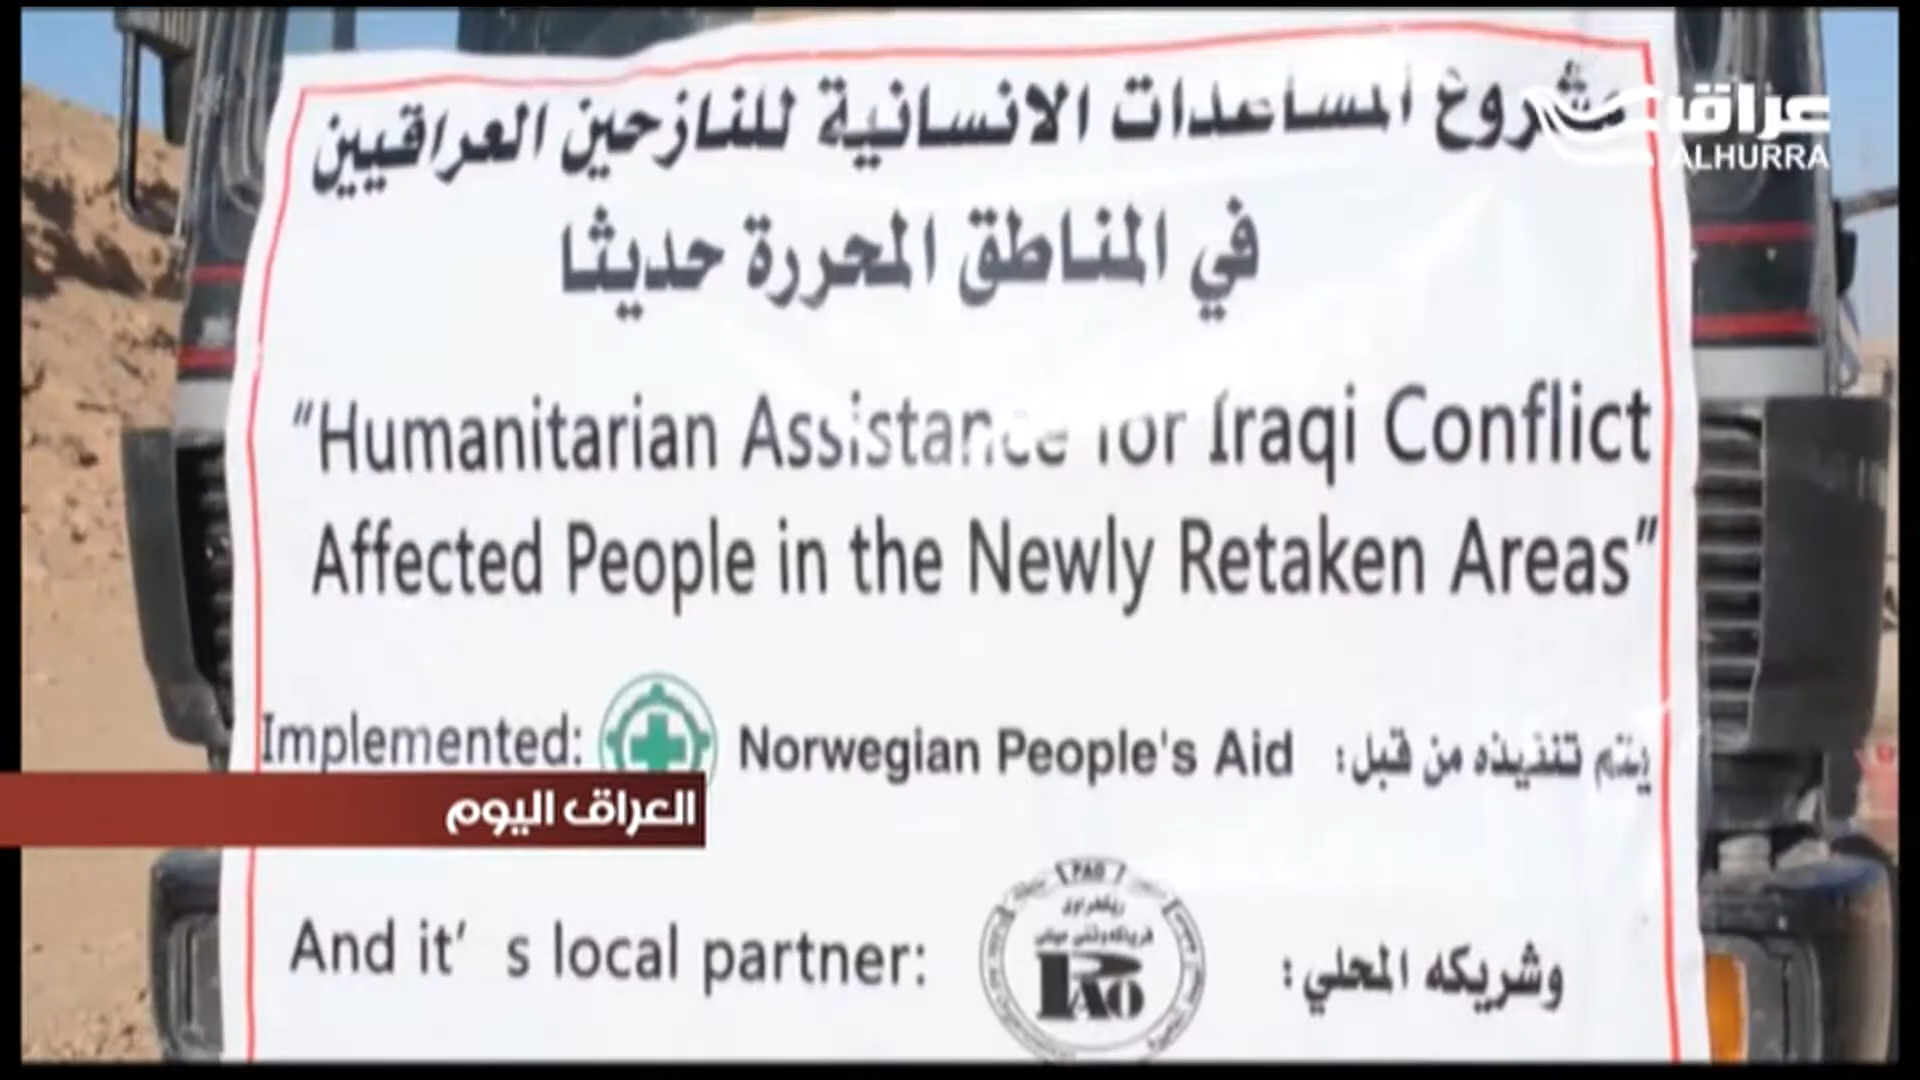 مشروع المساعدات الانسانية للنازحين العراقيين
في المناطق المحررة حديثا
عراق
ALHURRA
“Humanitarian Assistance for Iraqi Conflict
Affected People in the Newly Retaken Areas”
Implemented:
Norwegian People's Aid
يتم تنفيذه من قبل:
العراق اليوم
And it’ s local partner:
PAO
PAO
وشريكه المحلي: